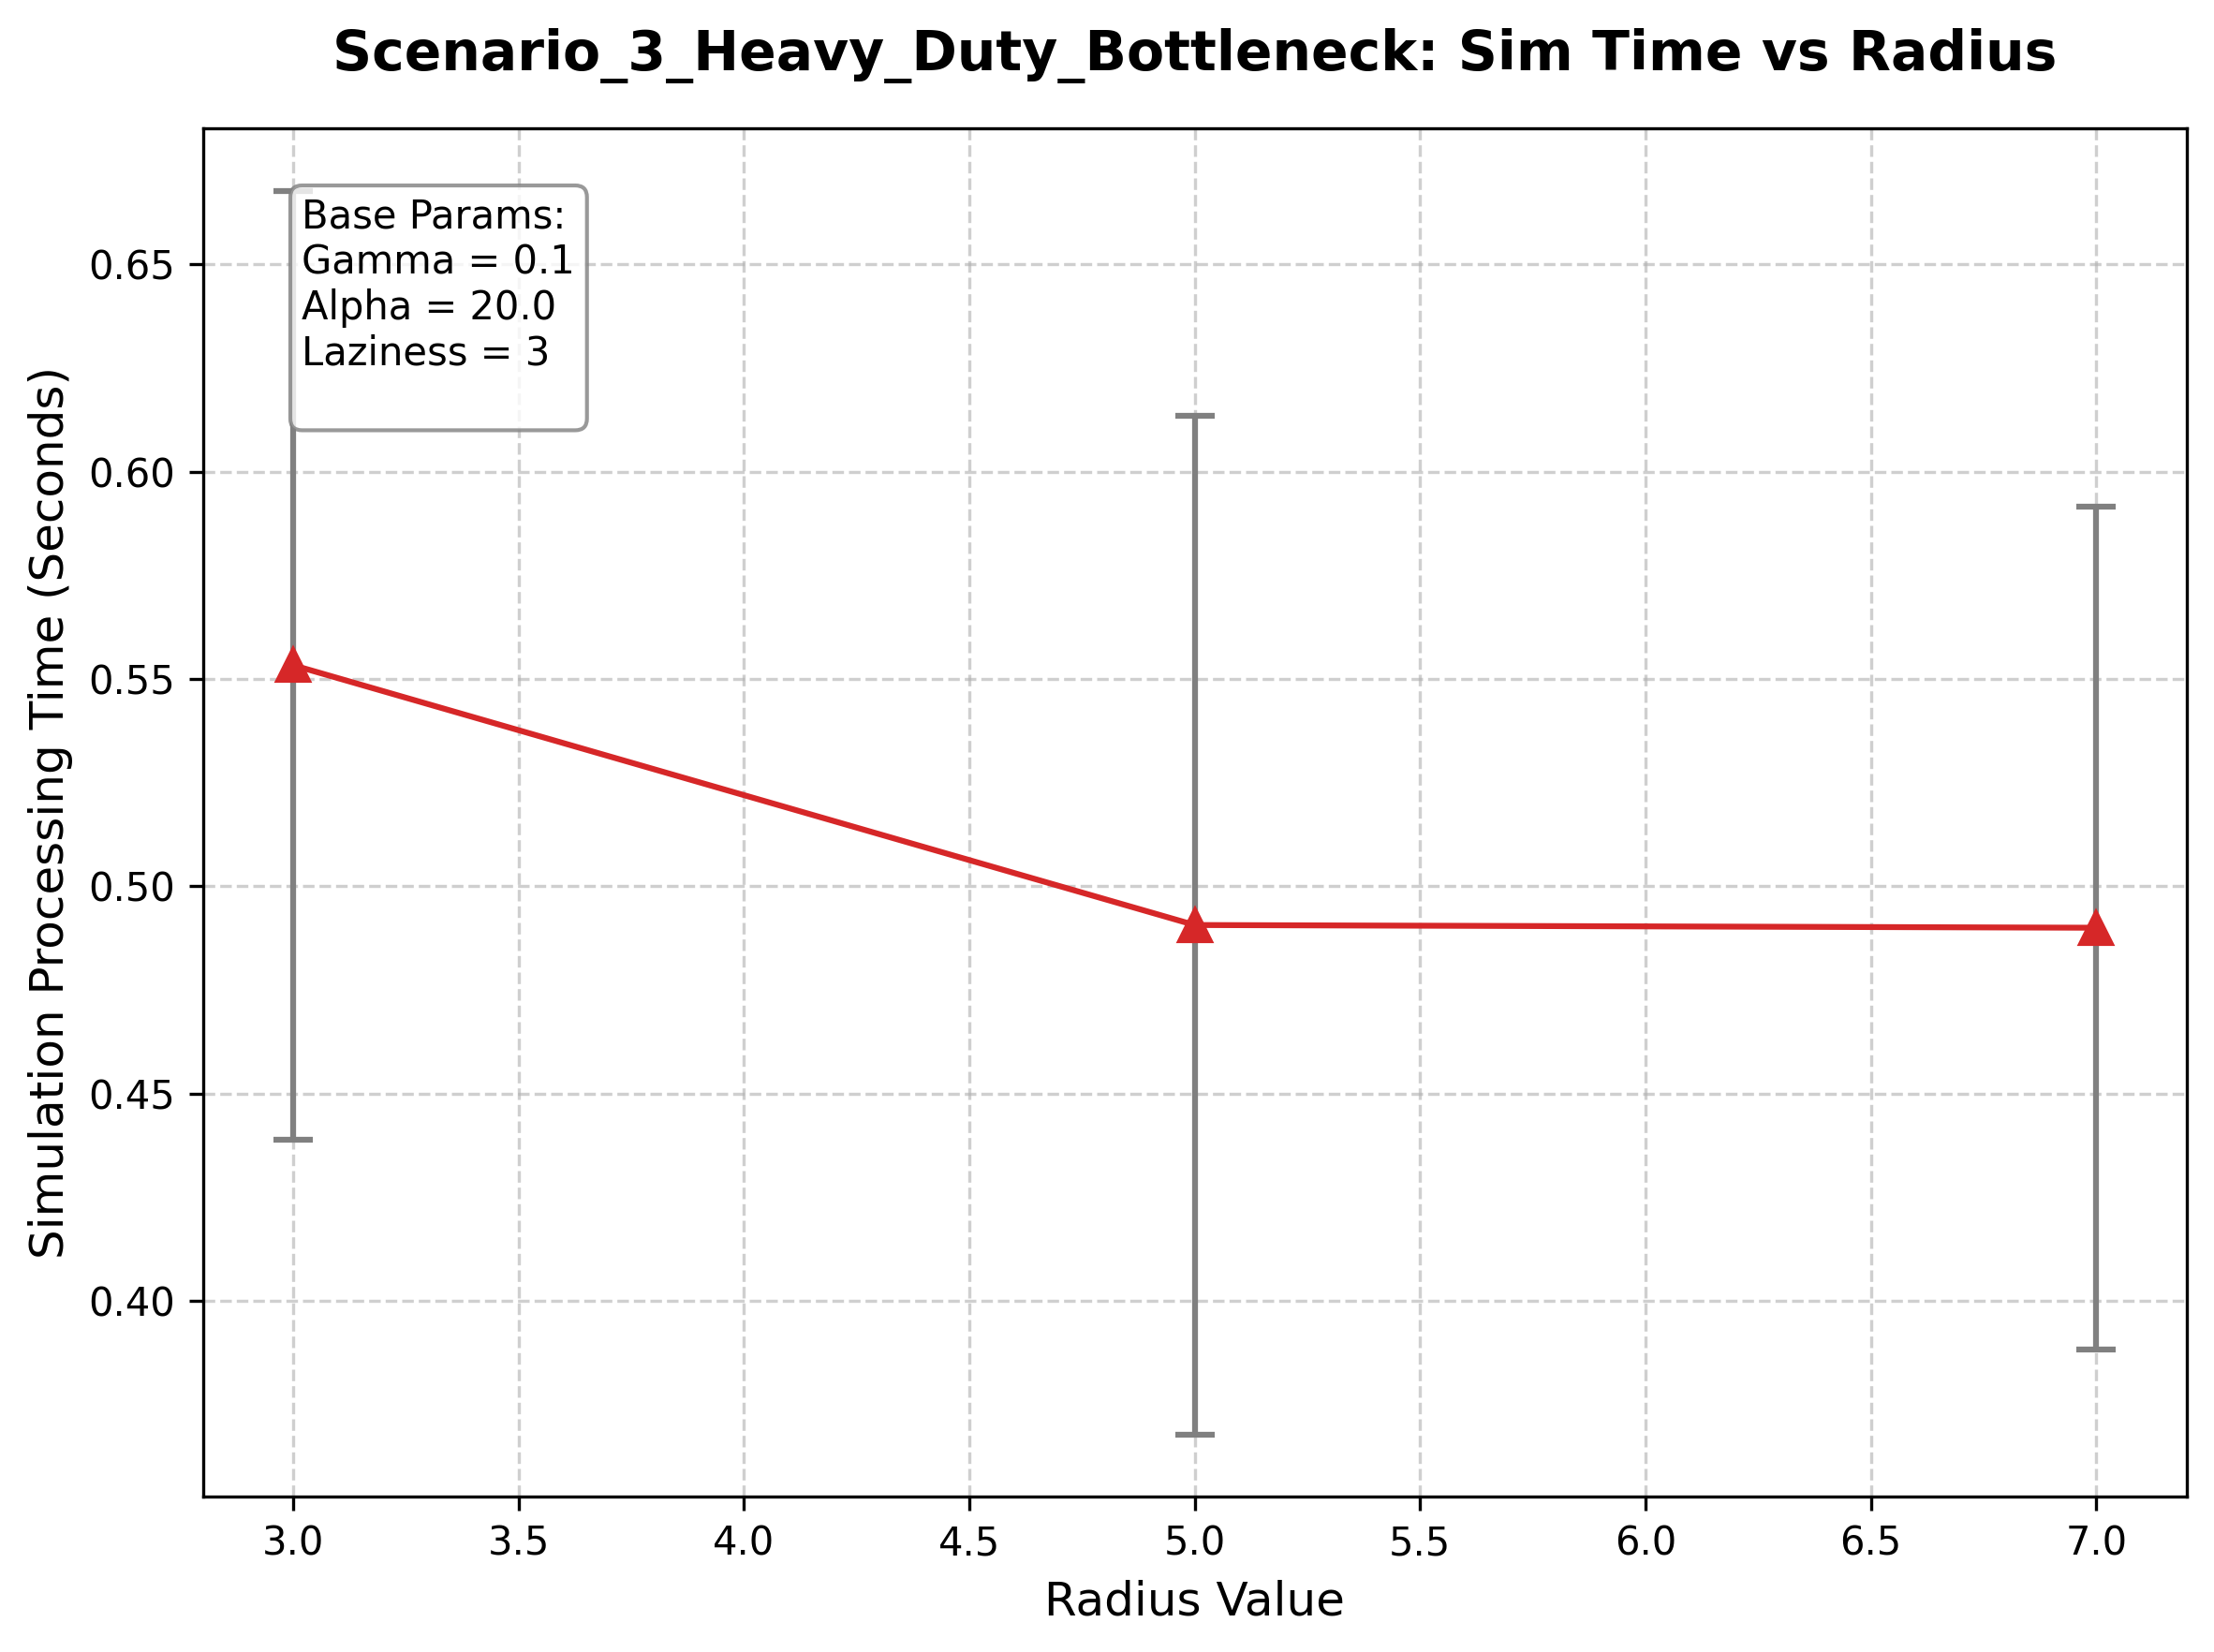 Scenario_3_Heavy_Duty_Bottleneck: Sim Time vs Radius
Base Params:
Gamma = 0.1
Alpha = 20.0
Laziness = 3
Simulation Processing Time (Seconds)
0.65
0.60
0.55
0.50
0.45
0.40
3.0 3.5 4.0 4.5 5.0 5.5 6.0 6.5 7.0
Radius Value